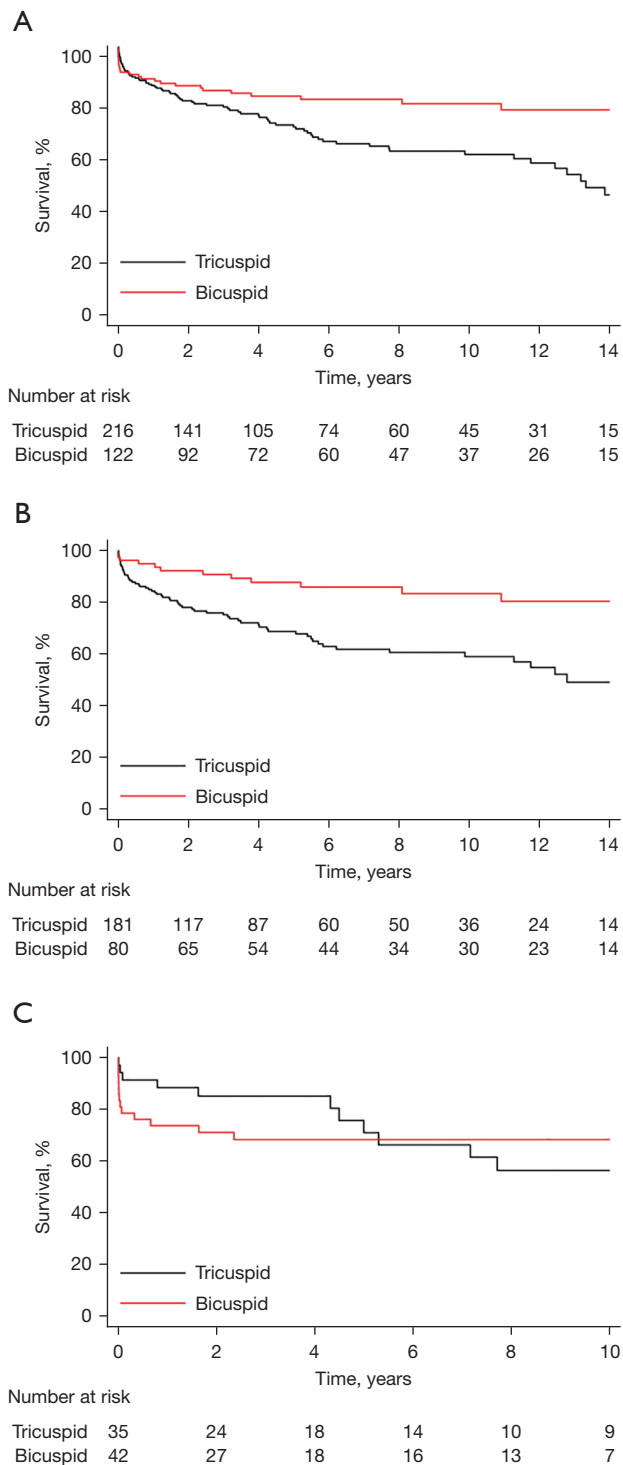 A
100
80
60
40
20
0
Survival, %
Tricuspid
Bicuspid
0 2 4 6 8 10 12 14
Time, years
Number at risk
Tricuspid 216 141 105 74 60 45 31 15
Bicuspid 122 92 72 60 47 37 26 15
B
100
80
60
40
20
0
Survival, %
Tricuspid
Bicuspid
0 2 4 6 8 10 12 14
Time, years
Number at risk
Tricuspid 181 117 87 60 50 36 24 14
Bicuspid 80 65 54 44 34 30 23 14
C
100
80
60
40
20
0
Survival, %
Tricuspid
Bicuspid
0 2 4 6 8 10
Time, years
Number at risk
Tricuspid 35 24 18 14 10 9
Bicuspid 42 27 18 16 13 7